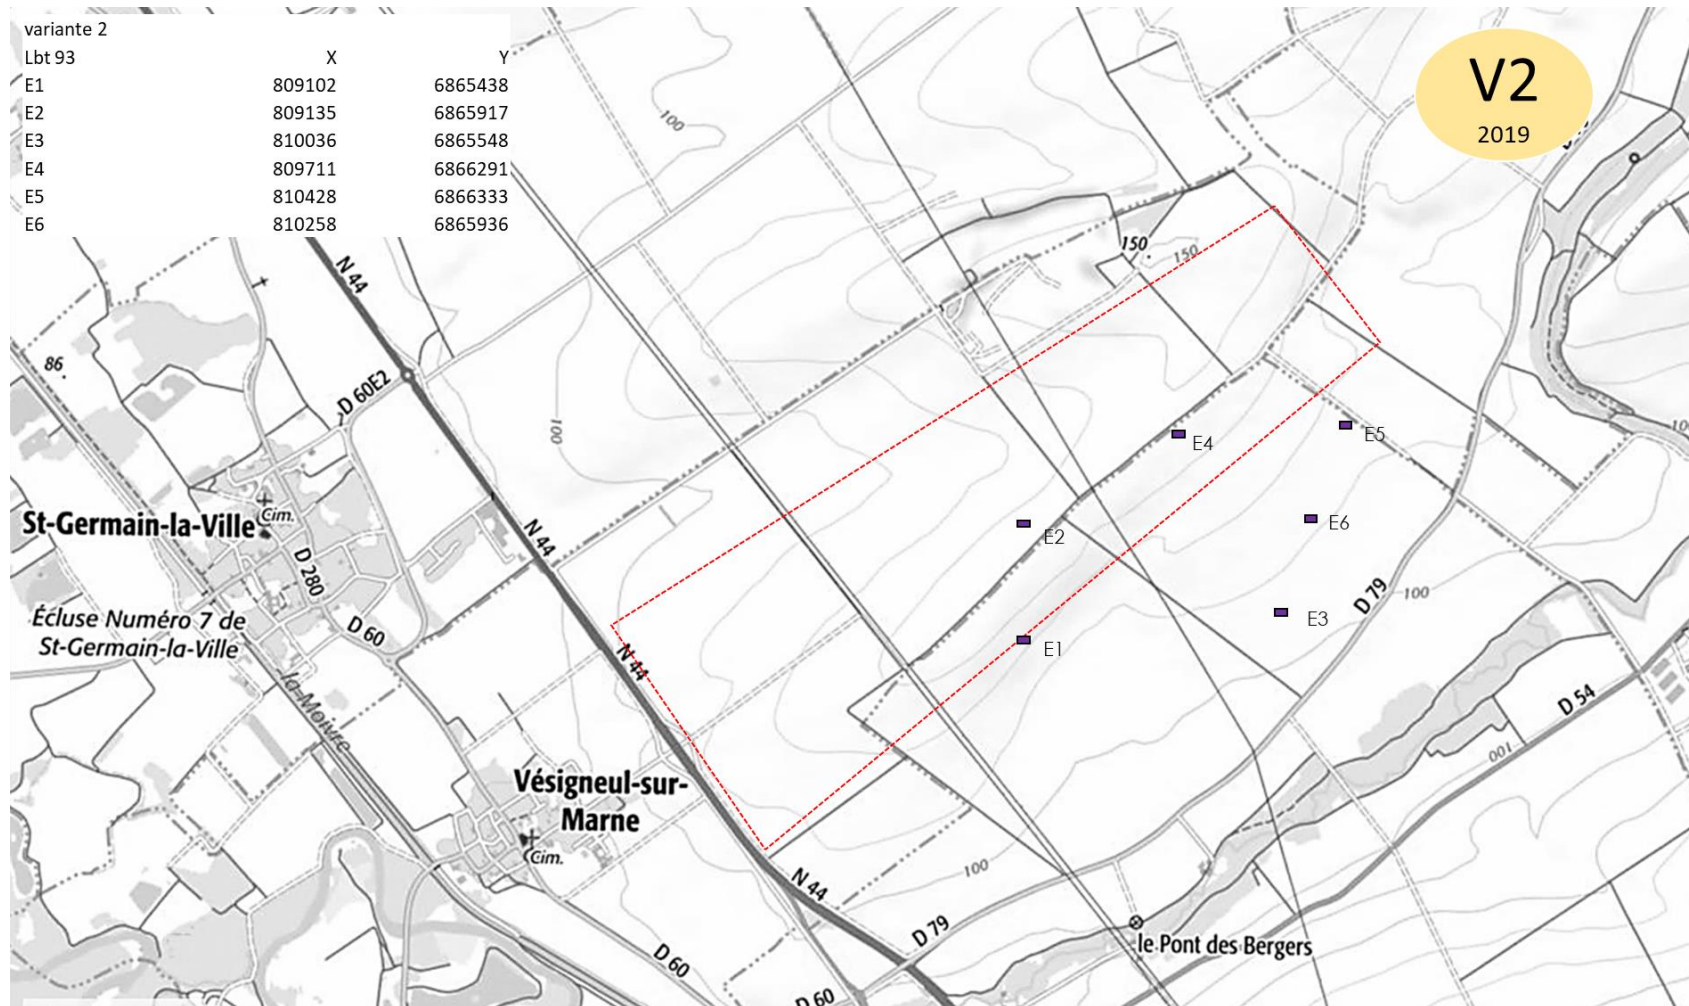 variante 2
Lbt 93 X Y
E1 809102 6865438
E2 809135 6865917
E3 810036 6865548
E4 809711 6866291
E5 810428 6866333
E6 810258 6865936
V2
2019
100
150
150
N 44
86
D 60E2
100
E4
E5
St-Germain-la-Ville
Cim.
N 44
E2
E6
D 280
D 79
100
Écluse Numéro 7 de
St-Germain-la-Ville
D 60
E3
N 44
E1
la Moivre
D 54
001
Vésigneul-sur-
Marne
Cim.
100
N 44
D 79
le Pont des Bergers
D 60
D 60